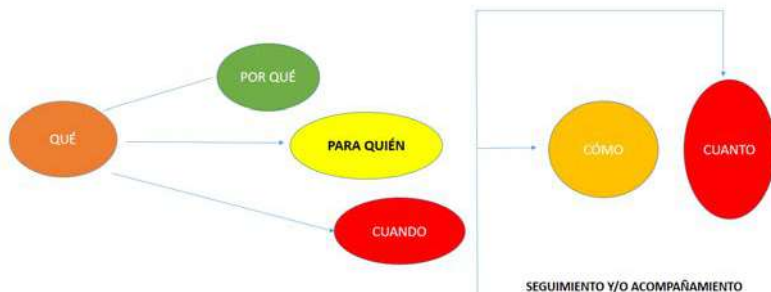 POR QUÉ
QUÉ
PARA QUIÉN
CUANDO
CÓMO
CUANTO
SEGUIMIENTO Y/O ACOMPAÑAMIENTO